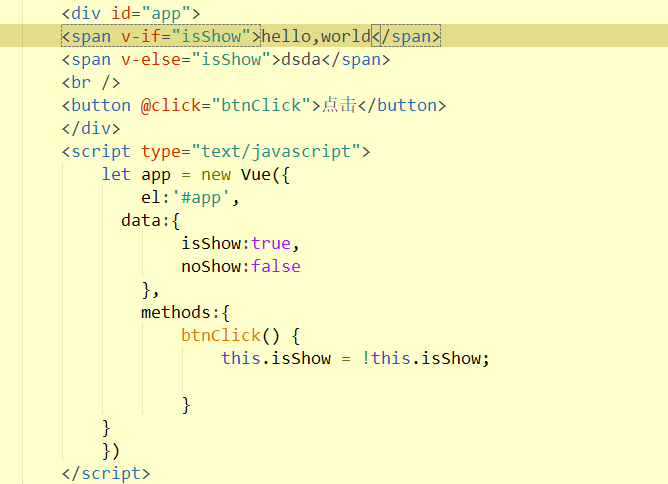 <div id="app">
<span v-if="isShow">hello,world</span>
<span v-else="isShow">dsda</span>
<br />
<button @click="btnClick">点击</button>
</div>
<script type="text/javascript">
let app = new Vue({
el:'#app',
data:{
isShow:true,
noShow:false
},
methods:{
btnClick() {
this.isShow = !this.isShow;
}
}
})
</script>